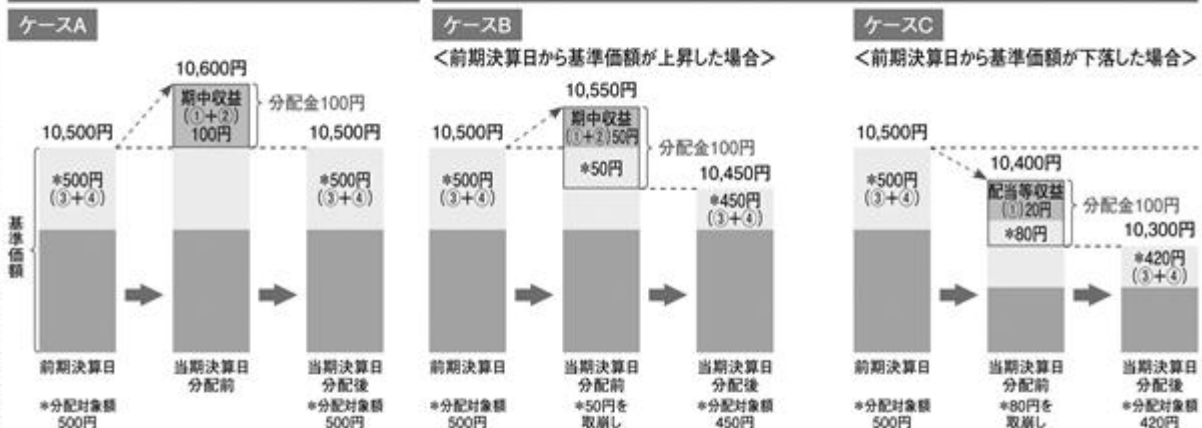 ケースA
10,600円
期中収益
(①+②)
100円
分配金100円
10,500円
10,500円
*500円
(③+④)
*500円
(③+④)
基準価額
前期決算日
当期決算日
分配前
当期決算日
分配後
*分配対象額
500円
*分配対象額
500円
ケースB
<前期決算日から基準価額が上昇した場合>
10,550円
期中収益
(①+②)50円
*50円
分配金100円
10,500円
10,450円
*500円
(③+④)
*450円
(③+④)
前期決算日
当期決算日
分配前
当期決算日
分配後
*分配対象額
500円
*50円を
取崩し
*分配対象額
450円
ケースC
<前期決算日から基準価額が下落した場合>
10,500円
10,400円
配当等収益
(①)20円
*80円
分配金100円
10,300円
*500円
(③+④)
*420円
(③+④)
前期決算日
当期決算日
分配前
当期決算日
分配後
*分配対象額
500円
*80円を
取崩し
*分配対象額
420円